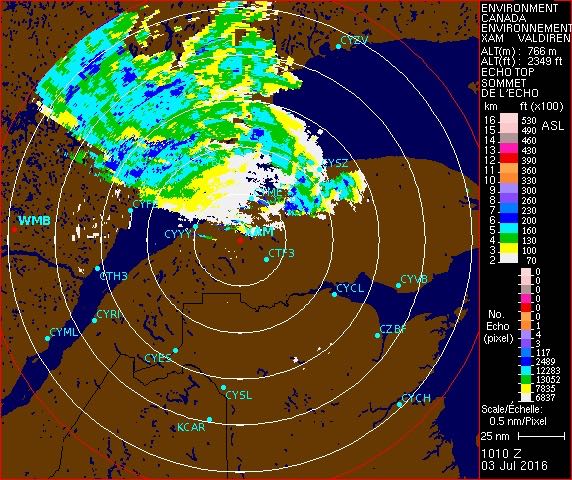 ENVIRONMENT
CANADA
ENVIRONNEMENT
XAM VALDIREN
ALT(m) : 766 m
ALT(ft) : 2349 ft
ECHO TOP
SOMMET
DE L'ECHO
km ft (x100)
16 530
15 490 ASL
14 460
13 430
12 390
11 360
10 330
9 300
8 260
7 230
6 200
5 160
4 130
3 100
2 70
No.
Echo
(pixel)
0
0
0
0
0
0
1
4
3
117
2489
12283
13052
7835
6837
Scale/Échelle:
0.5 nm/Pixel
25 nm
1010 Z
03 Jul 2016
CYZV
CYSZ
WMB
CYYY
XAM
CTF3
CTH3
CYCL
CYVB
CYRI
CYML
CZBF
CYES
CYSL
CYCH
KCAR